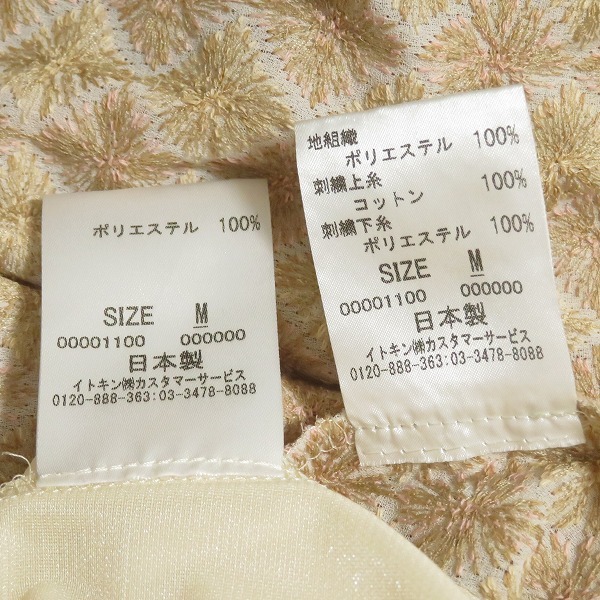 ポリエステル 100%
SIZE M
00001100 000000
日本製
イトキン㈱カスタマーサービス
0120-888-363:03-3478-8088
地組織
ポリエステル 100%
刺繍上糸
コットン 100%
刺繍下糸
ポリエステル 100%
SIZE M
00001100 000000
日本製
イトキン㈱カスタマーサービス
0120-888-363:03-3478-8088